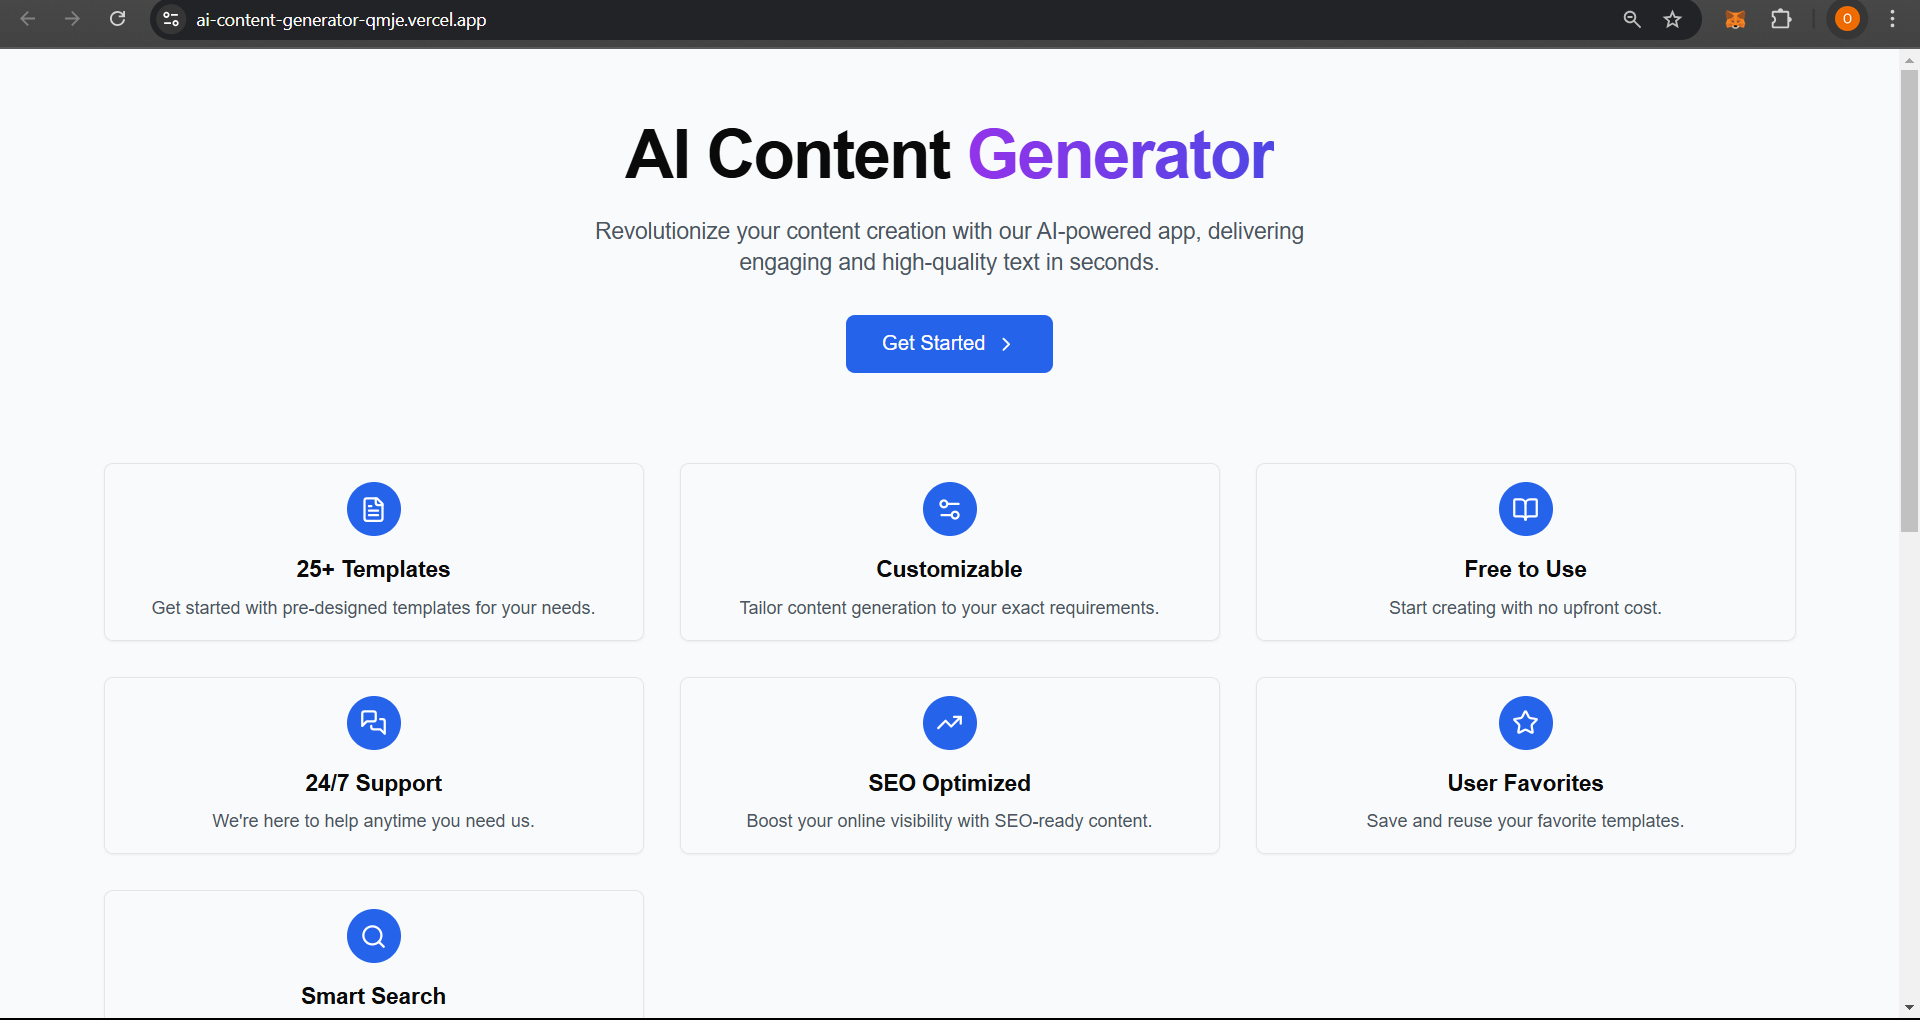 ai-content-generator-qmje.vercel.app
O
AI Content Generator
Revolutionize your content creation with our AI-powered app, delivering
engaging and high-quality text in seconds.
Get Started
25+ Templates
Get started with pre-designed templates for your needs.
Customizable
Tailor content generation to your exact requirements.
Free to Use
Start creating with no upfront cost.
24/7 Support
We're here to help anytime you need us.
SEO Optimized
Boost your online visibility with SEO-ready content.
User Favorites
Save and reuse your favorite templates.
Smart Search